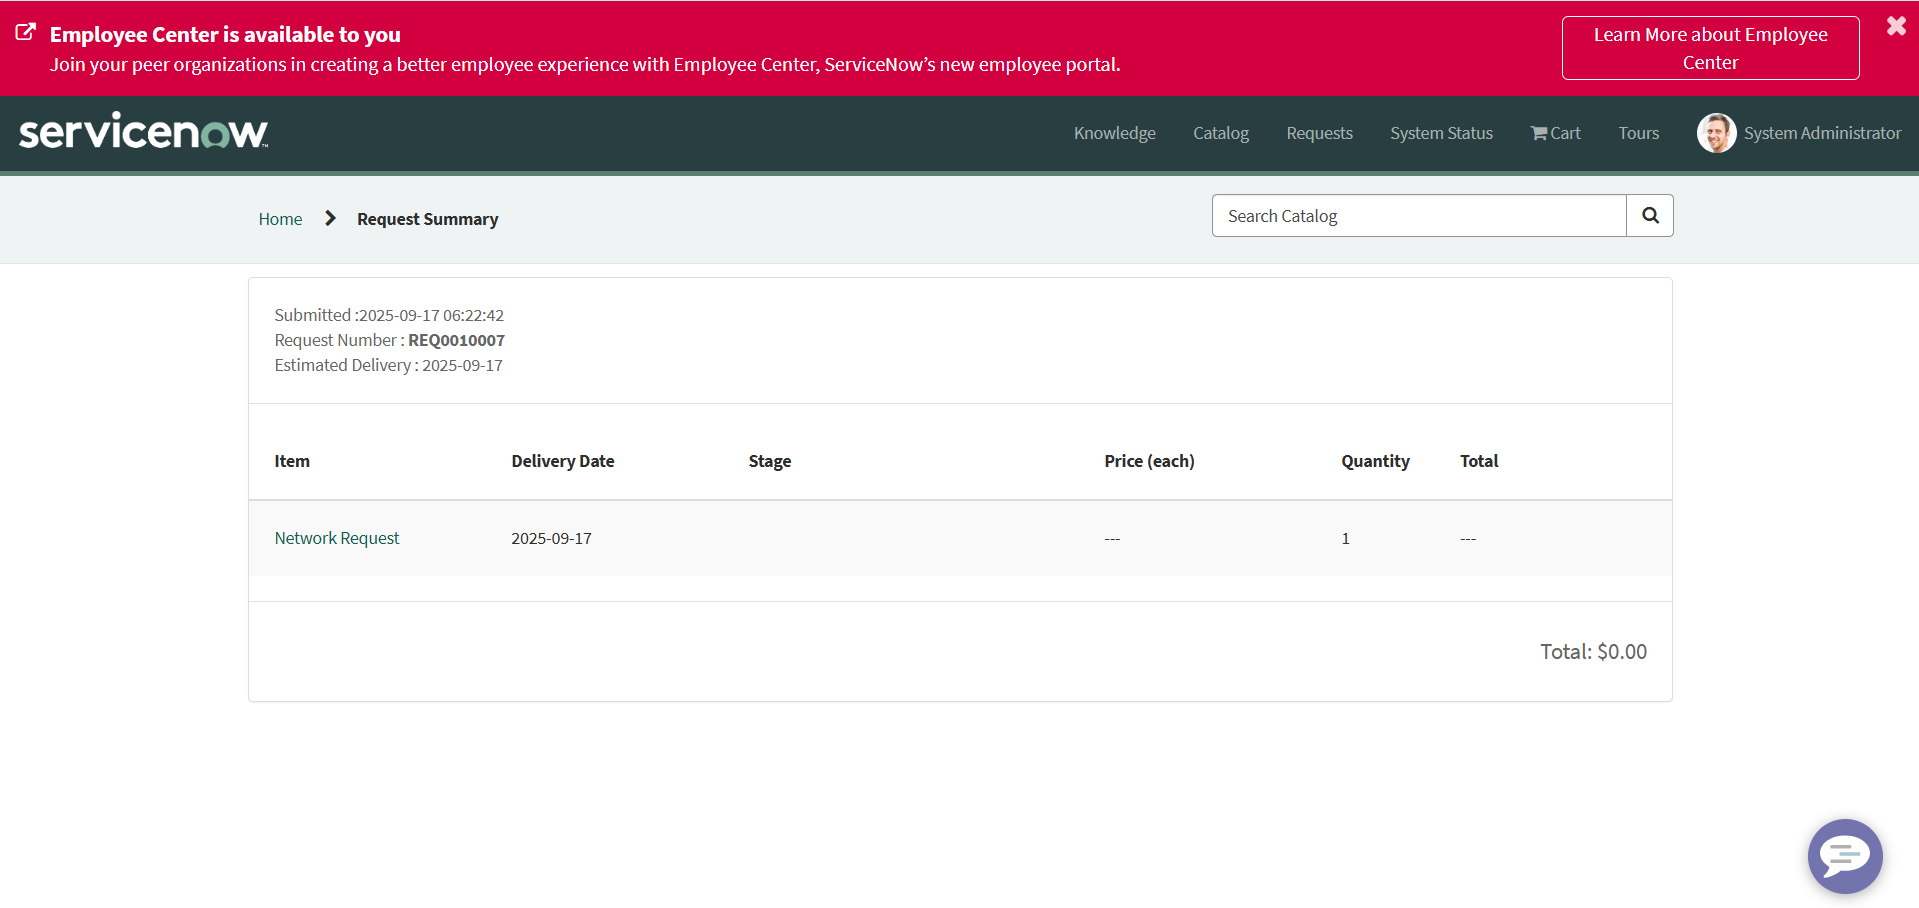 Employee Center is available to you
Join your peer organizations in creating a better employee experience with Employee Center, ServiceNow’s new employee portal.
Learn More about Employee
Center
servicenow™
Knowledge Catalog Requests System Status Cart Tours System Administrator
Home Request Summary
Search Catalog
Submitted :2025-09-17 06:22:42
Request Number : REQ0010007
Estimated Delivery : 2025-09-17
Item Delivery Date Stage Price (each) Quantity Total
Network Request 2025-09-17 --- 1 ---
Total: $0.00